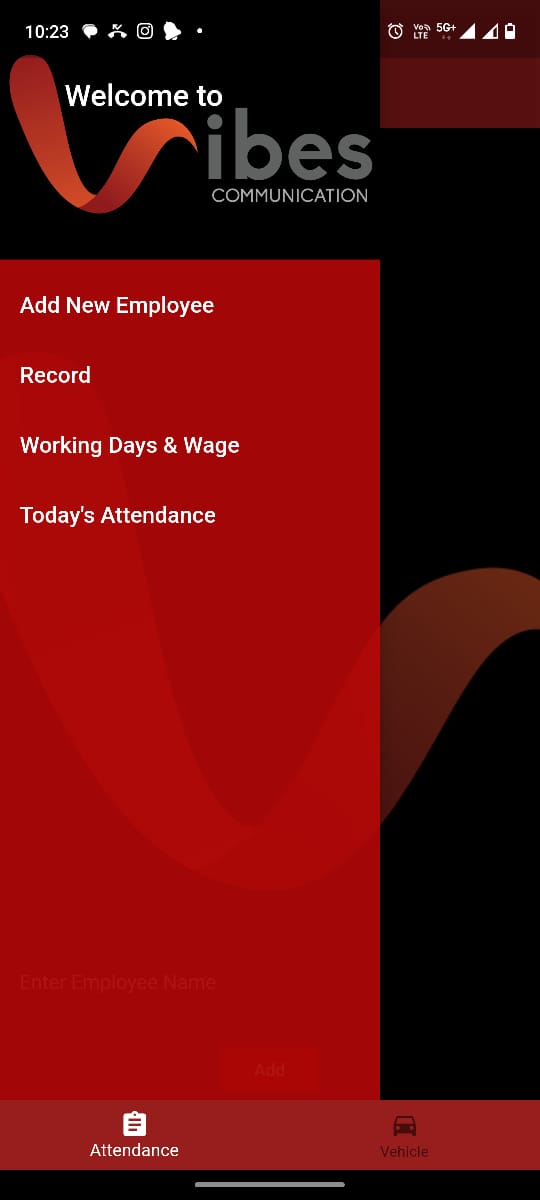 10:23
Vo
LTE
5G+
Welcome to
ibes
COMMUNICATION
Add New Employee
Record
Working Days & Wage
Today's Attendance
Enter Employee Name
Add
Attendance
Vehicle